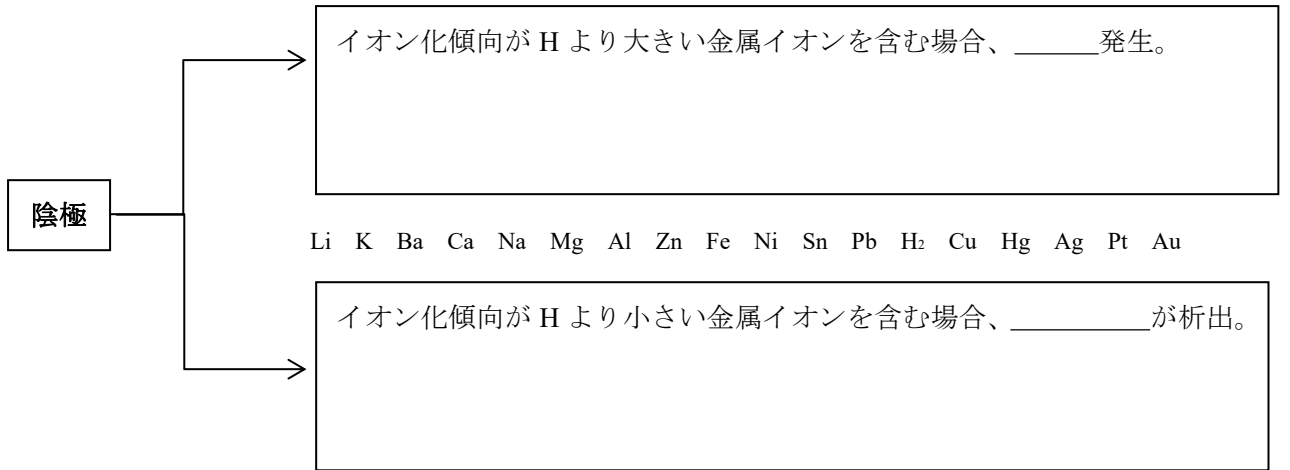 イオン化傾向が H より大きい金属イオンを含む場合、______発生。
陰極
Li K Ba Ca Na Mg Al Zn Fe Ni Sn Pb H₂ Cu Hg Ag Pt Au
イオン化傾向が H より小さい金属イオンを含む場合、__________が析出。